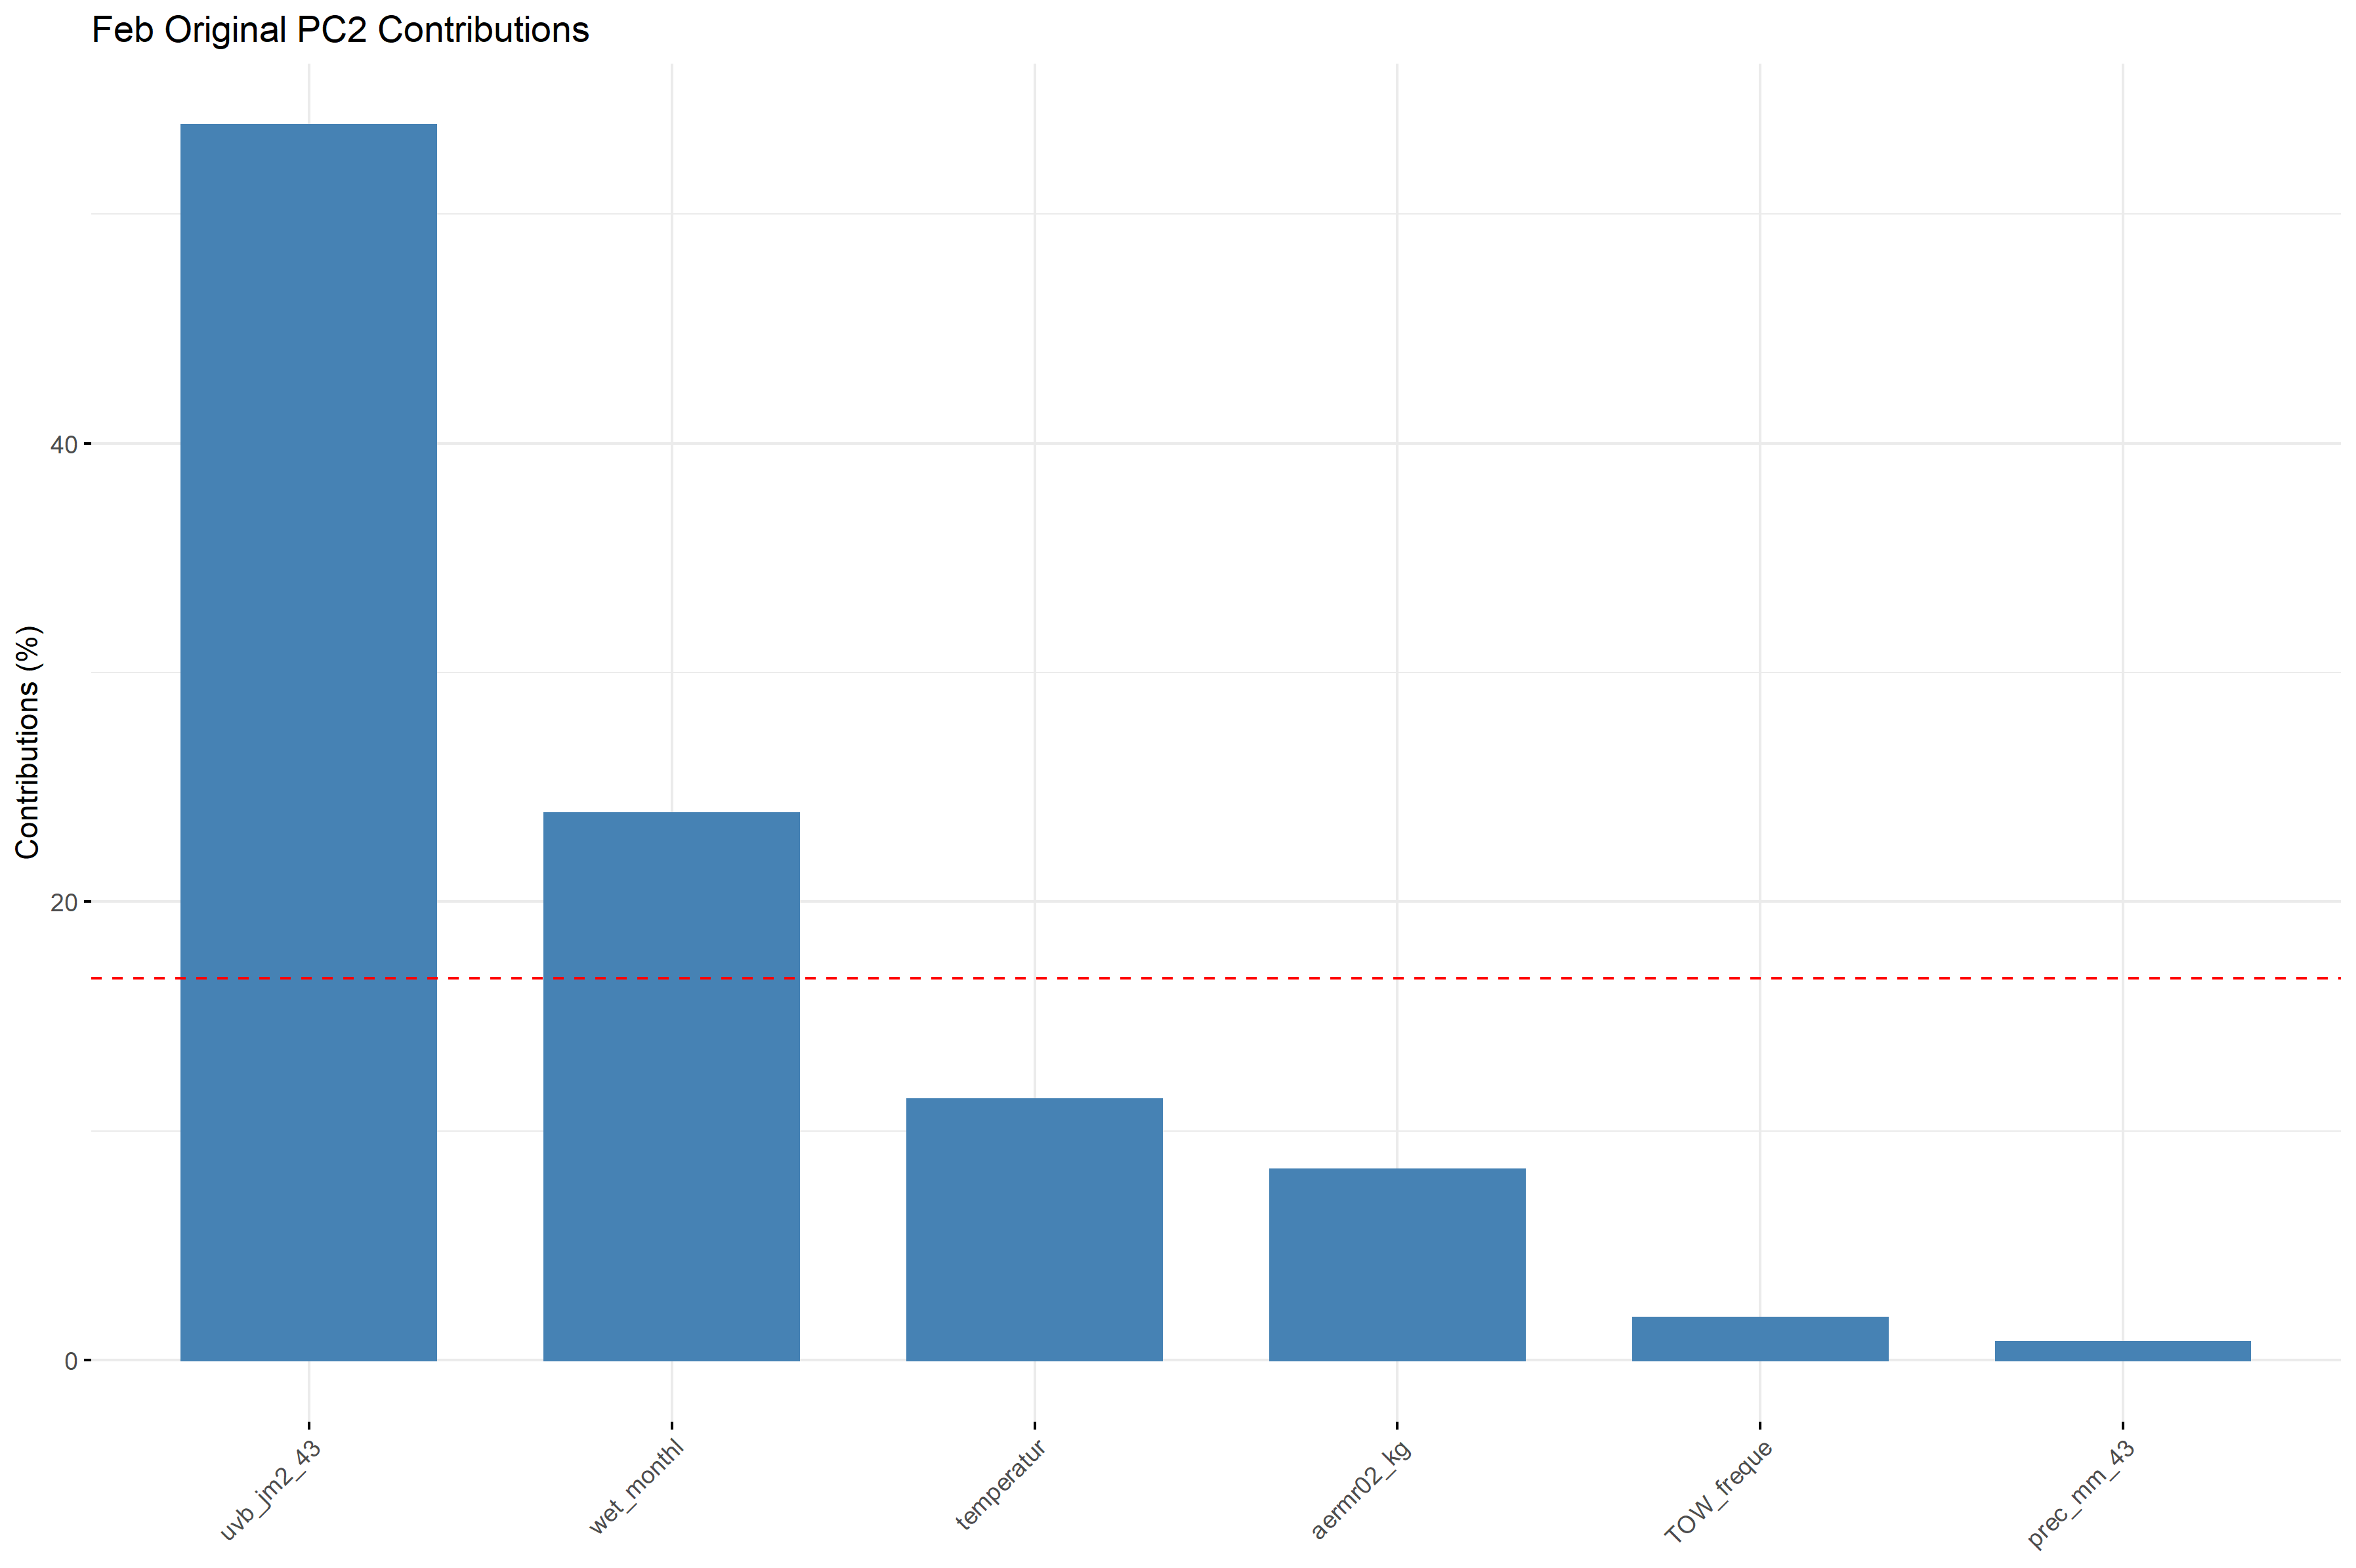 Feb Original PC2 Contributions
Contributions (%)
40
20
0
uvb_jm2_43
wet_monthl
temperatur
aermr02_kg
TOW_freque
prec_mm_43